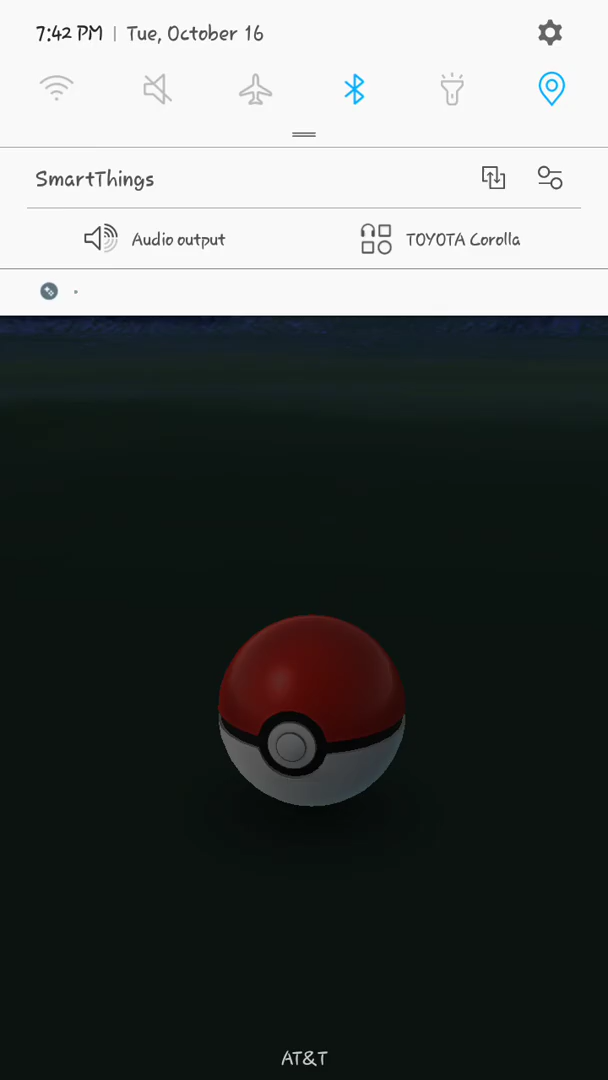 7:42 PM | Tue, October 16
SmartThings
Audio output
TOYOTA Corolla
AT&T